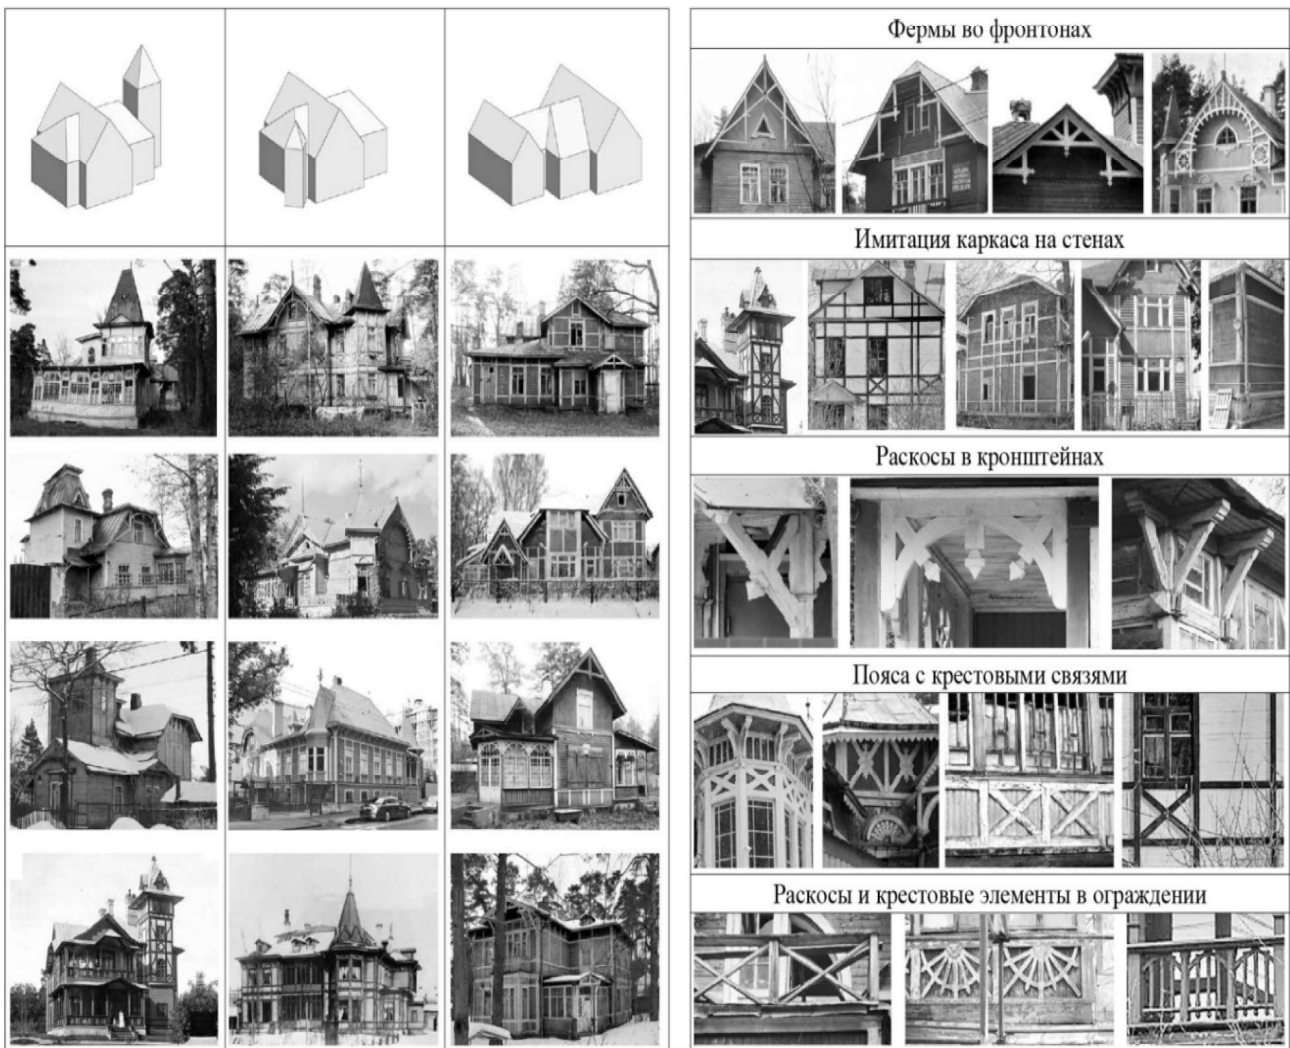 Фермы во фронтонах
Имитация каркаса на стенах
Раскосы в кронштейнах
Пояса с крестовыми связями
Раскосы и крестовые элементы в ограждении